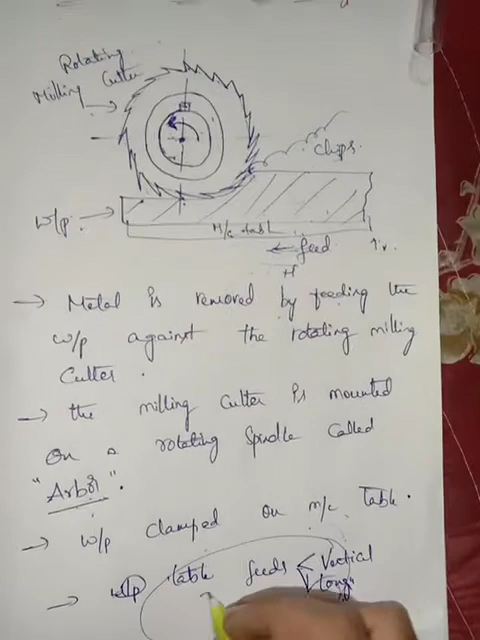 Rotating
Milling Cutter
Chips
W/p
M/c table
feed
H
V
→ Metal is removed by feeding the
w/p against the rotating milling
Cutter.
→ the milling Cutter is mounted
On a rotating Spindle called
"Arbor".
→ w/p clamped on m/c Table.
→ w/p table feeds < Vertical
Long"